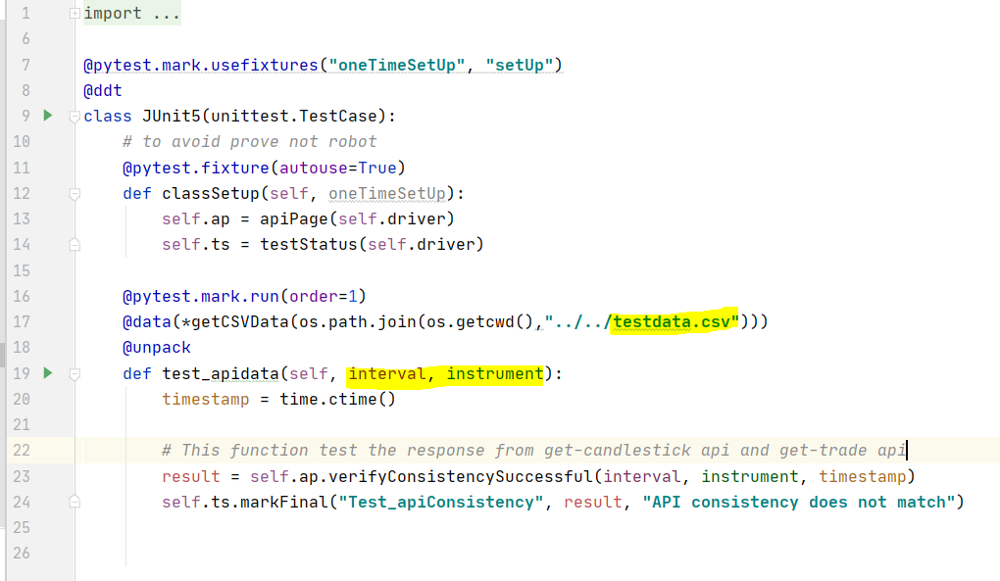 1 import ...
6
7 @pytest.mark.usefixtures("oneTimeSetUp", "setUp")
8 @ddt
9 class JUnit5(unittest.TestCase):
10 # to avoid prove not robot
11 @pytest.fixture(autouse=True)
12 def classSetup(self, oneTimeSetUp):
13 self.ap = apiPage(self.driver)
14 self.ts = testStatus(self.driver)
15
16 @pytest.mark.run(order=1)
17 @data(*getCSVData(os.path.join(os.getcwd(),"../../testdata.csv")))
18 @unpack
19 def test_apidata(self, interval, instrument):
20 timestamp = time.ctime()
21
22 # This function test the response from get-candlestick api and get-trade api
23 result = self.ap.verifyConsistencySuccessful(interval, instrument, timestamp)
24 self.ts.markFinal("Test_apiConsistency", result, "API consistency does not match")
25
26